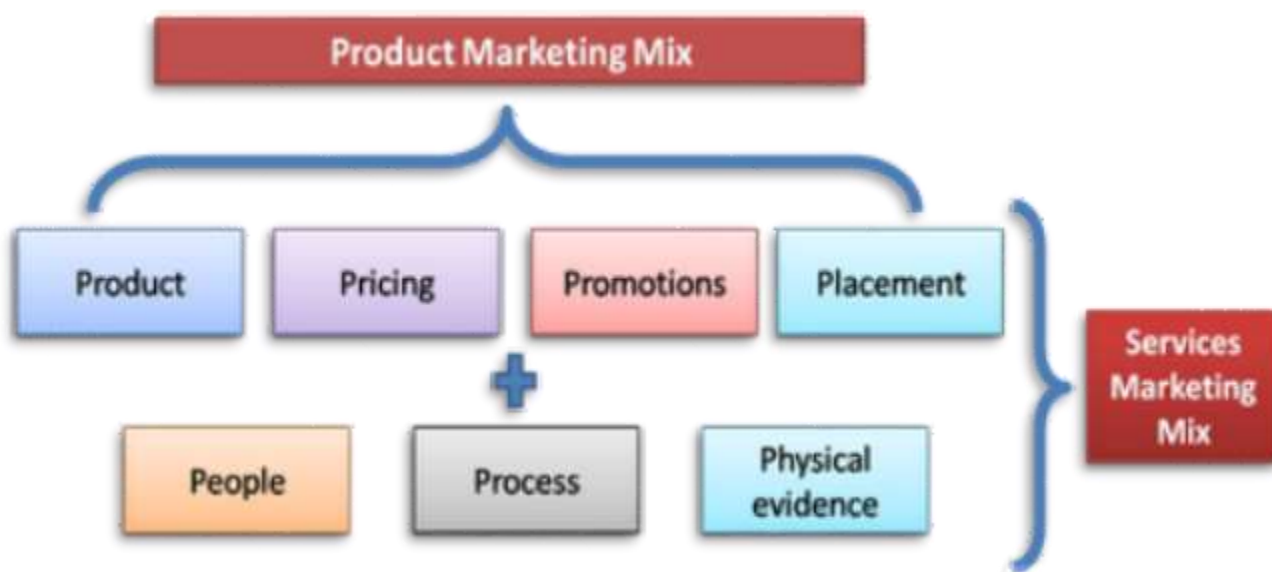 Product Marketing Mix
Product
Pricing
Promotions
Placement
Services
Marketing
Mix
People
Process
Physical
evidence